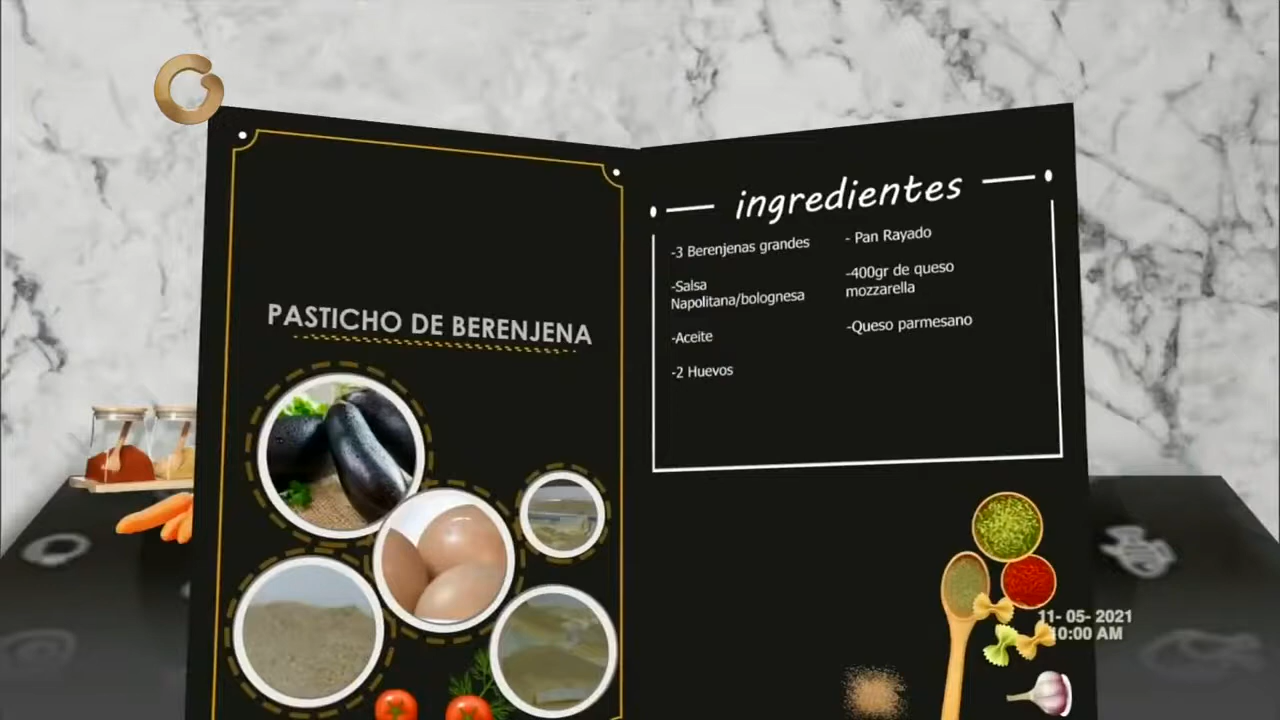 PASTICHO DE BERENJENA
ingredientes
-3 Berenjenas grandes
-Salsa
Napolitana/bolognesa
-Aceite
-2 Huevos
- Pan Rayado
-400gr de queso
mozzarella
-Queso parmesano
11- 05- 2021
10:00 AM